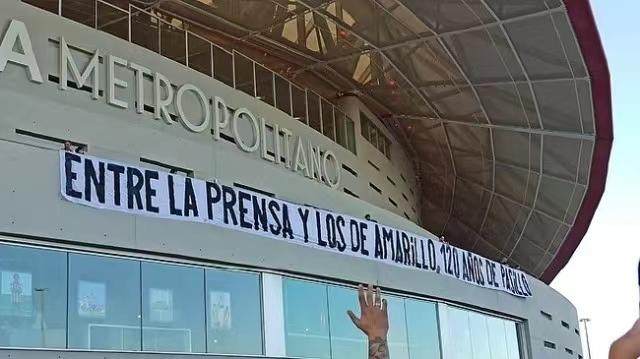 A METROPOLITANO
ENTRE LA PRENSA Y LOS DE AMARILLO, 120 AÑOS DE PASILLO